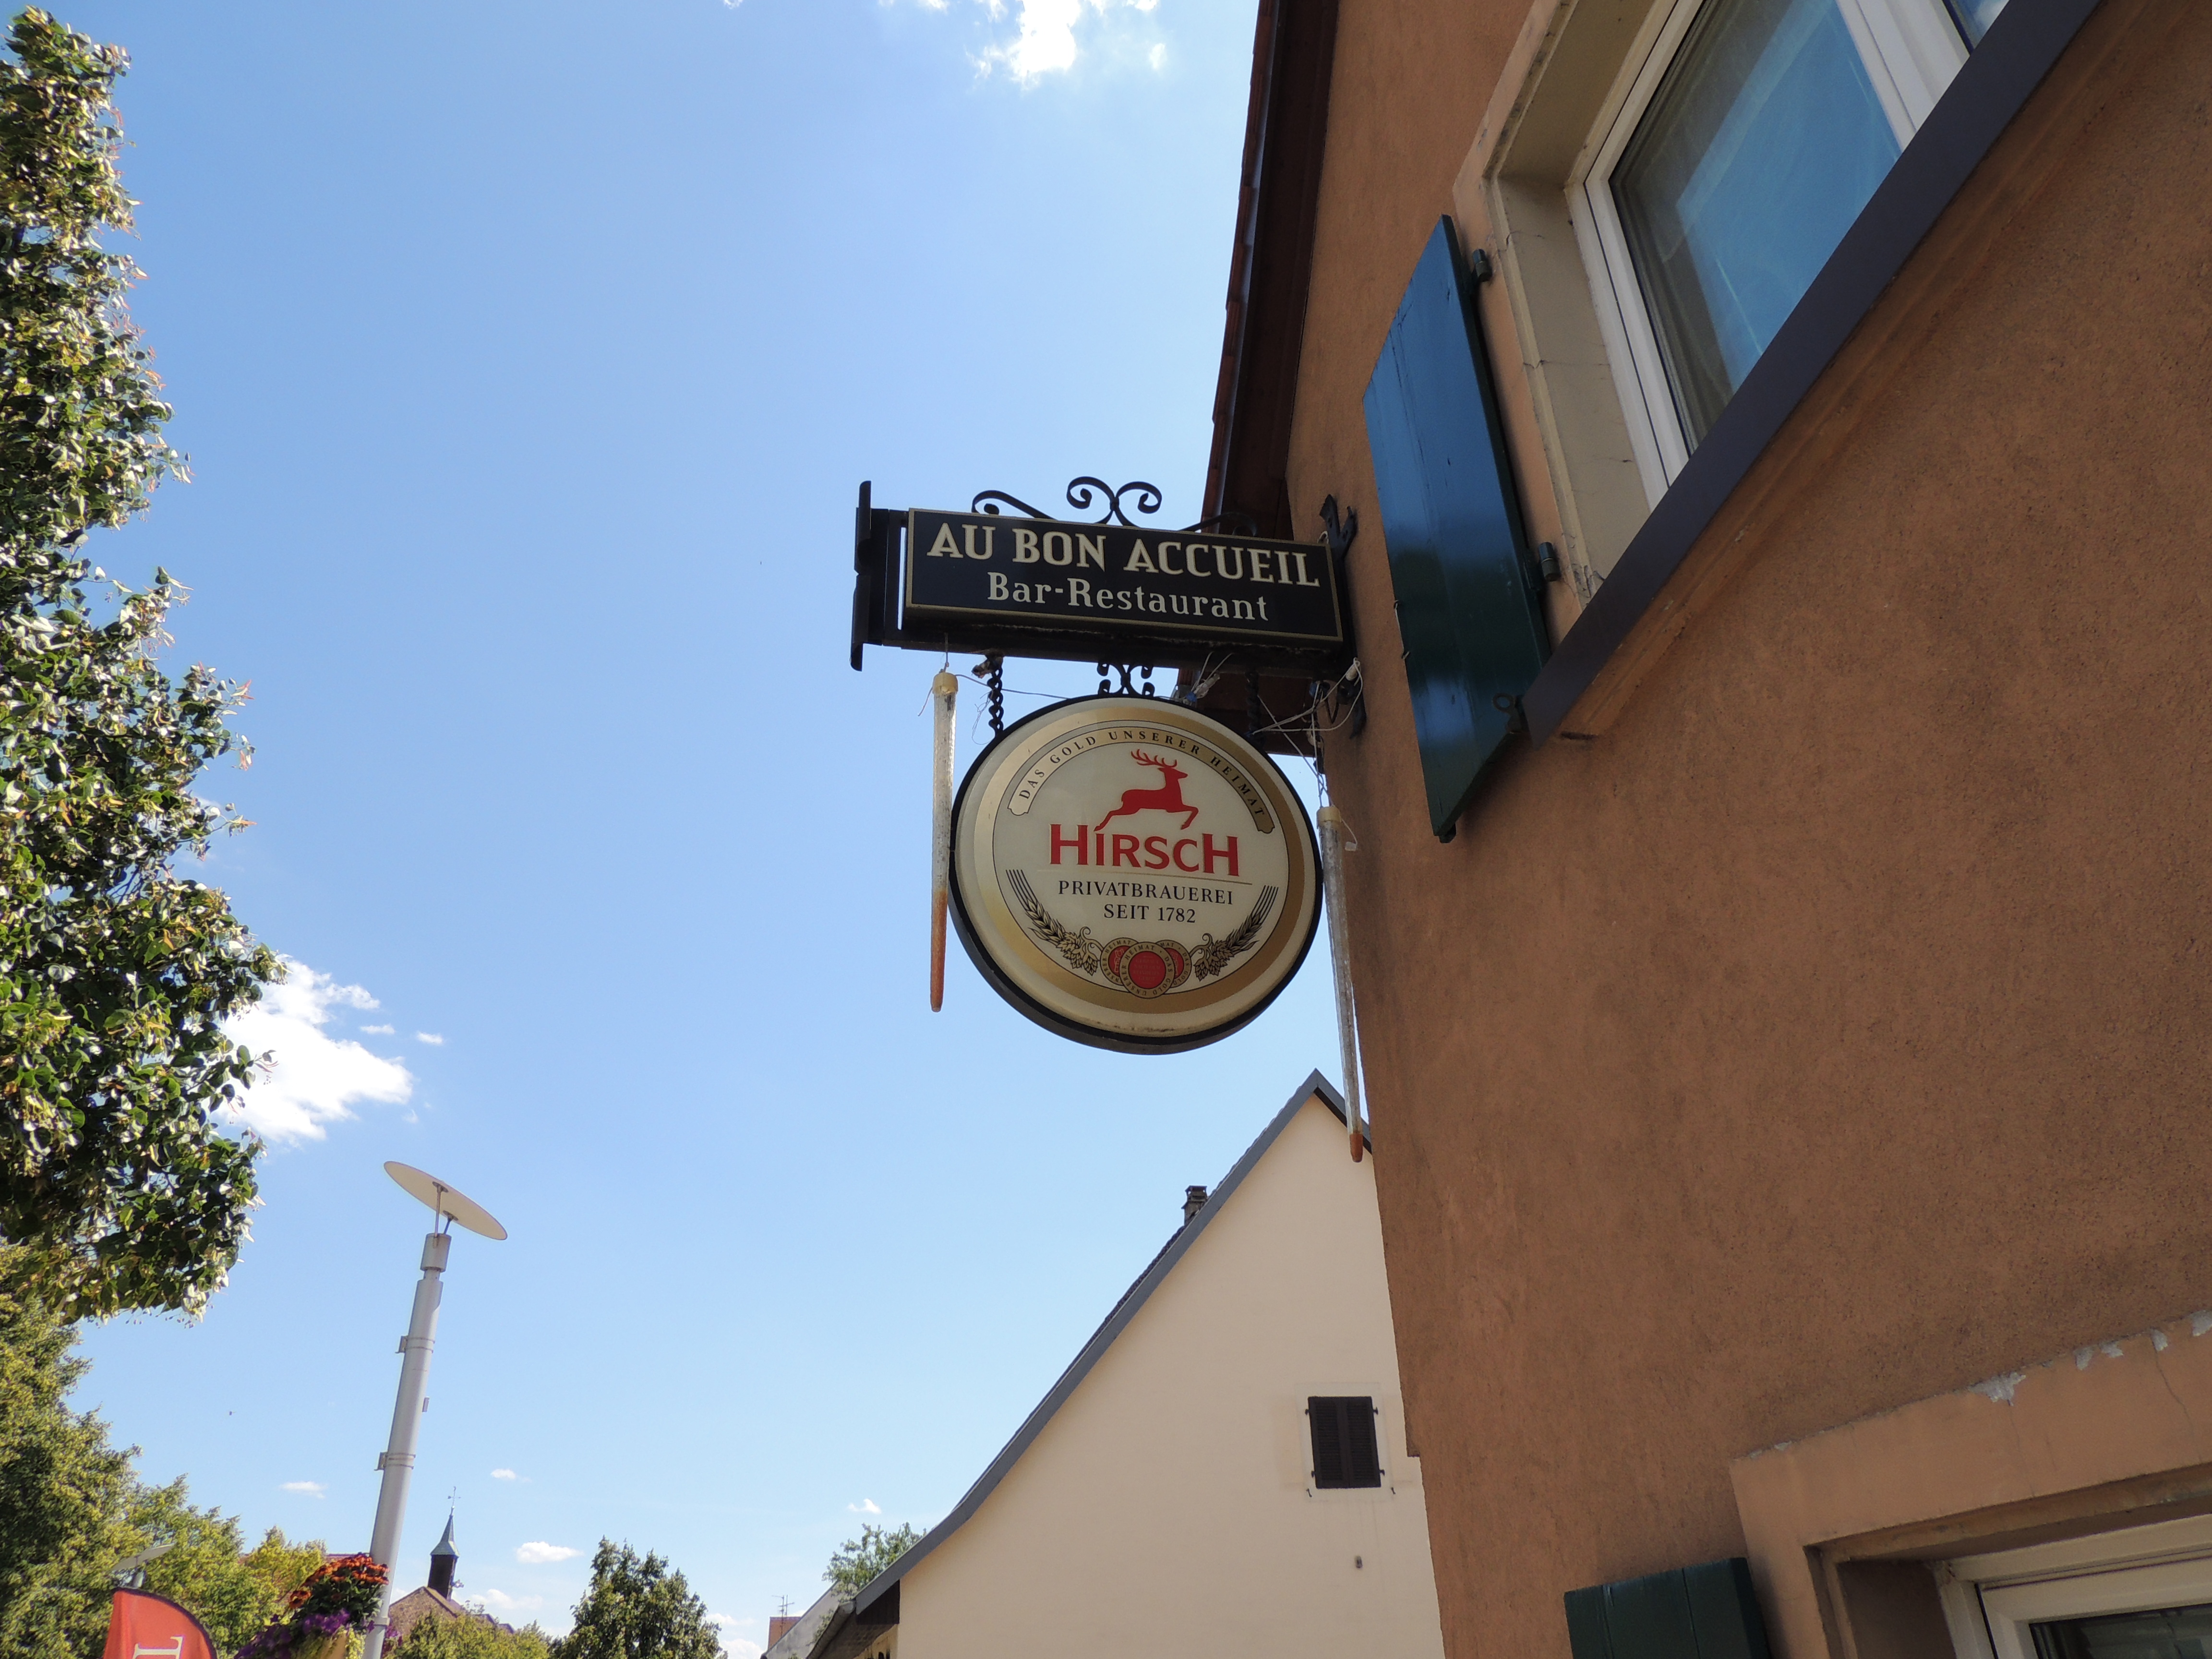 AU BON ACCUEIL
Bar-Restaurant
DAS GOLD UNSERER HEIMAT
HIRSCH
PRIVATBRAUEREI
SEIT 1782